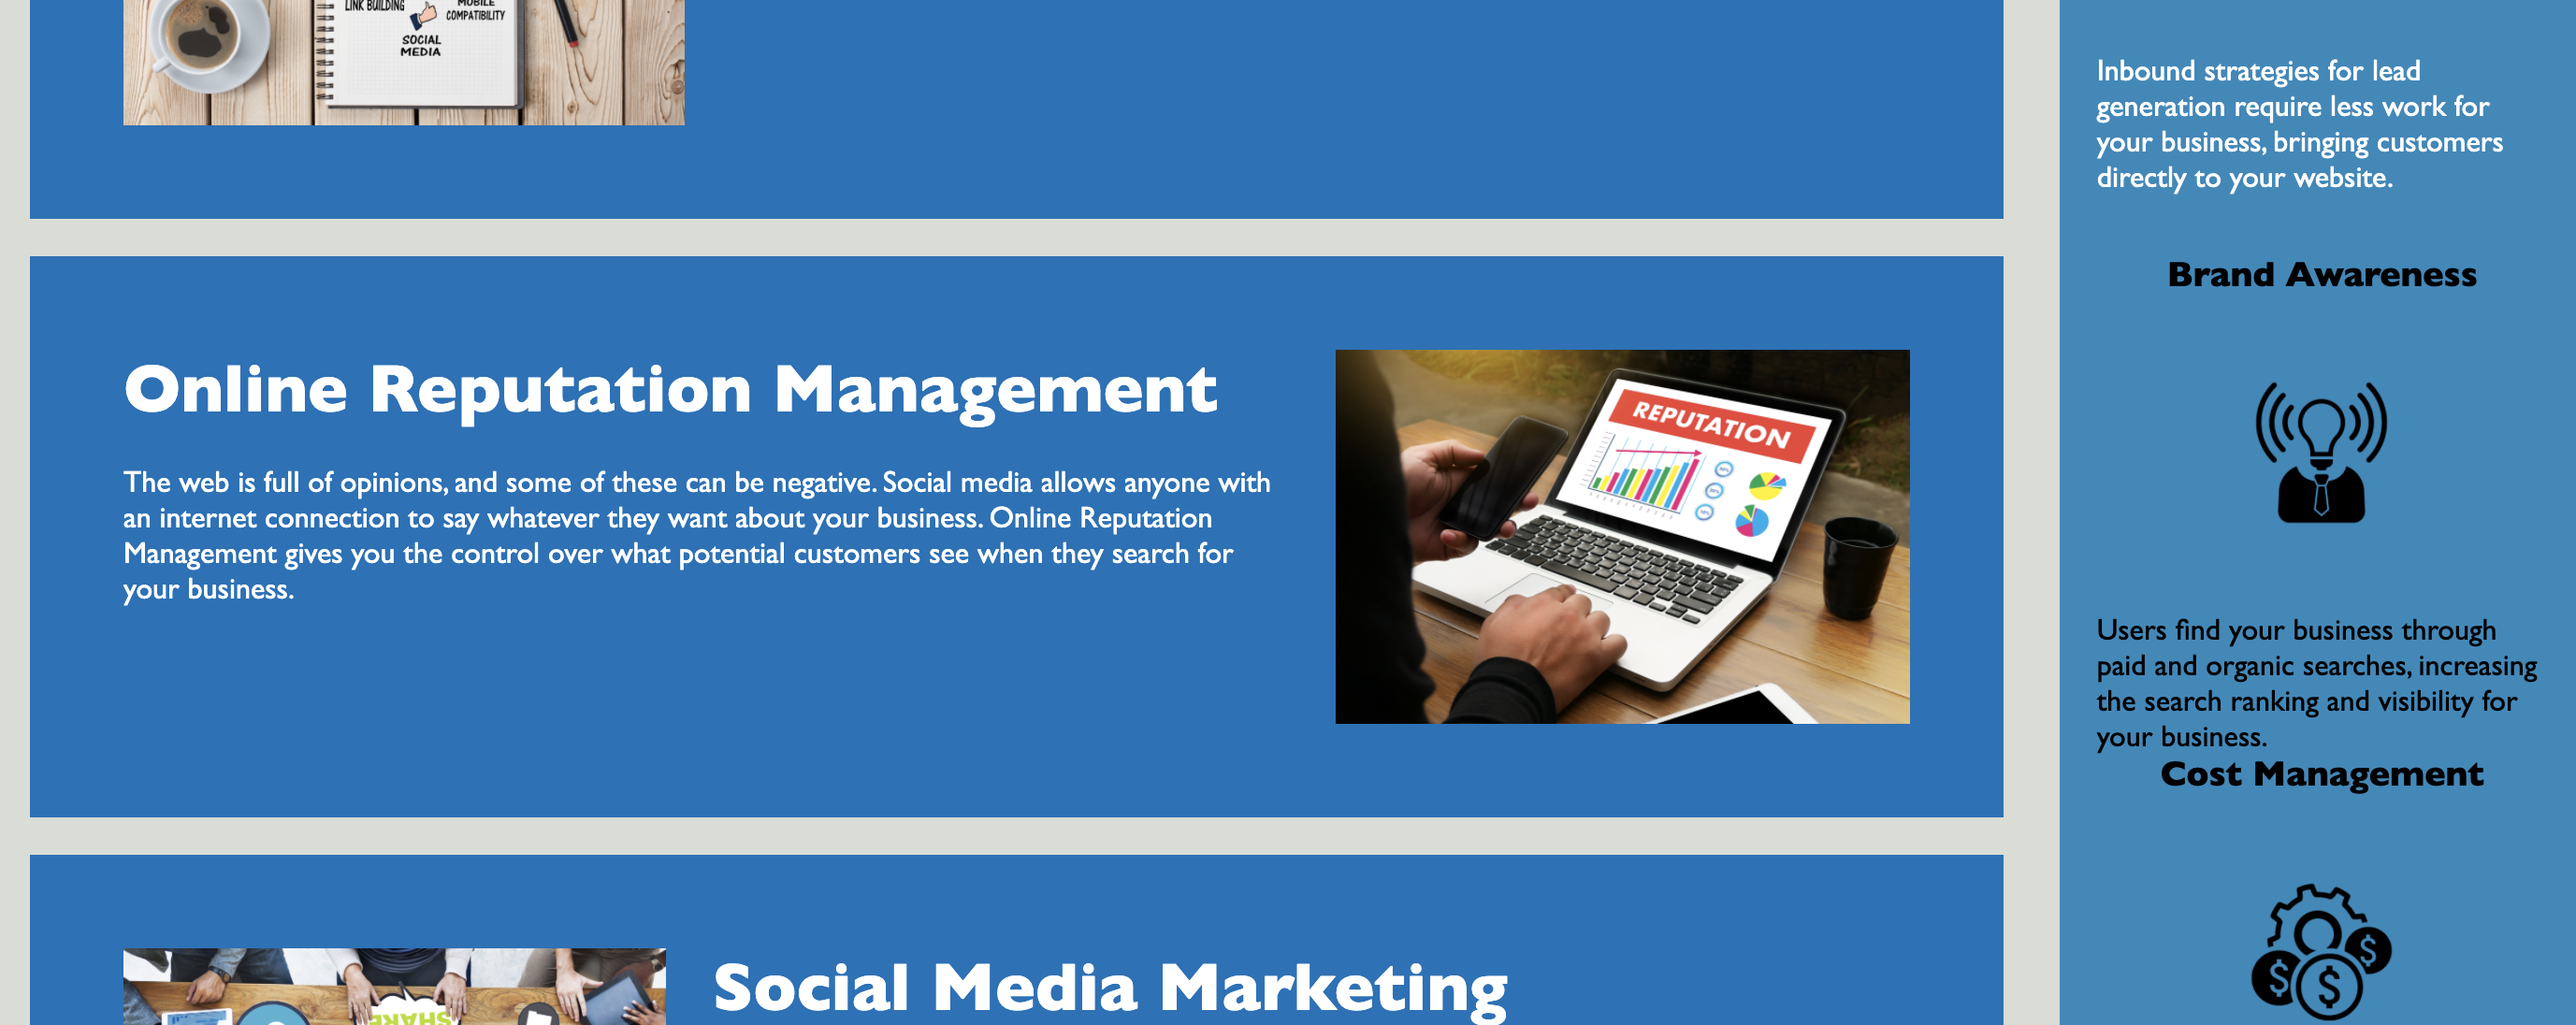 LINK BUILDING
MOBILE
COMPATIBILITY
SOCIAL
MEDIA
Online Reputation Management
The web is full of opinions, and some of these can be negative. Social media allows anyone with
an internet connection to say whatever they want about your business. Online Reputation
Management gives you the control over what potential customers see when they search for
your business.
REPUTATION
Social Media Marketing
SHARE
Inbound strategies for lead
generation require less work for
your business, bringing customers
directly to your website.
Brand Awareness
Users find your business through
paid and organic searches, increasing
the search ranking and visibility for
your business.
Cost Management
$
$
$